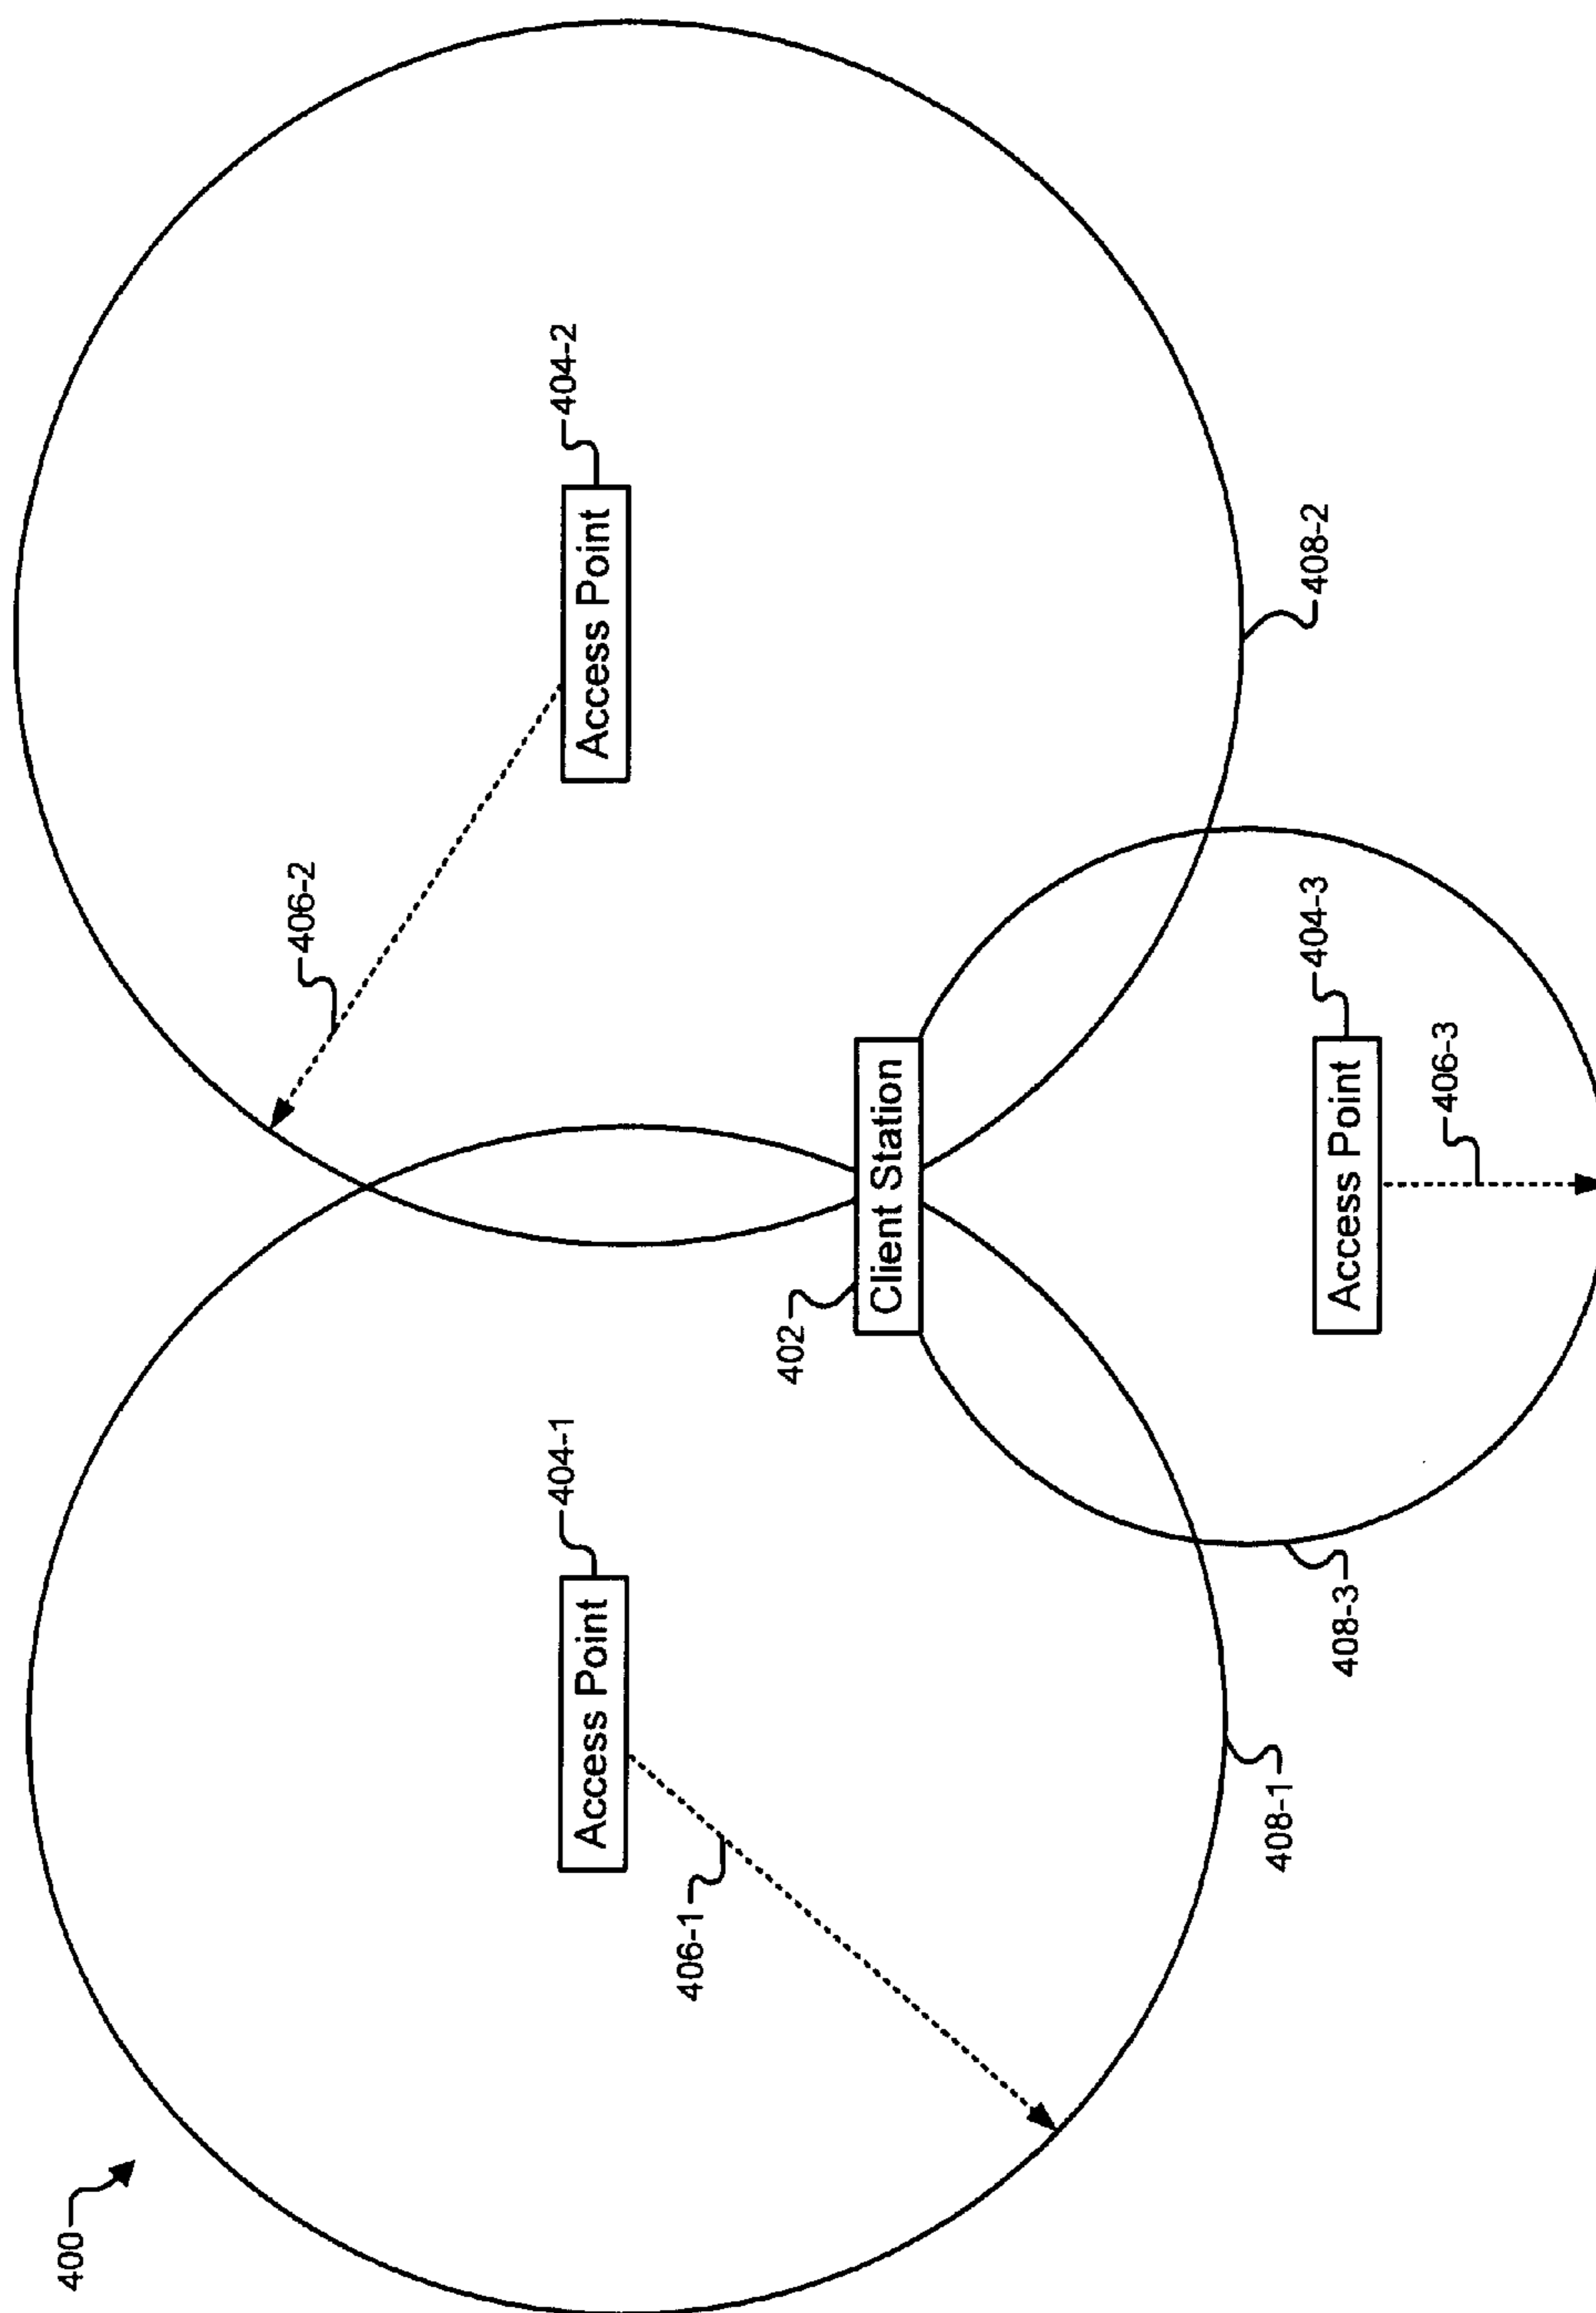 400
404-1
Access Point
406-1
408-1
408-3
402
Client Station
406-2
404-2
Access Point
408-2
404-3
Access Point
406-3